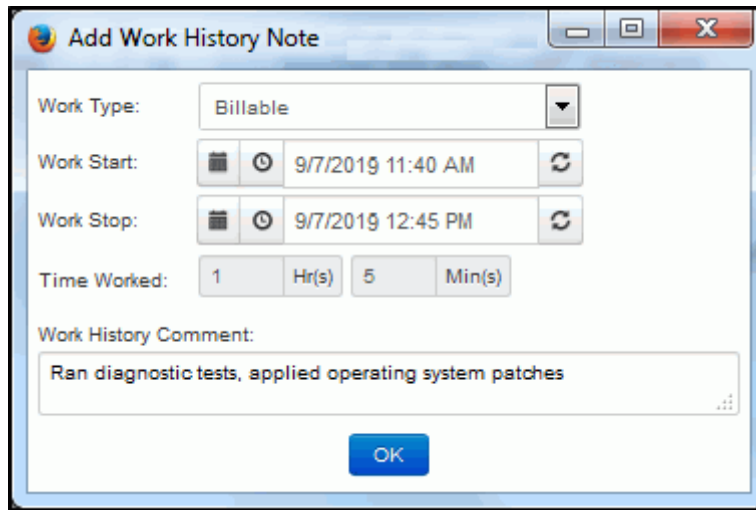 Add Work History Note
Work Type: Billable
Work Start: 9/7/2019 11:40 AM
Work Stop: 9/7/2019 12:45 PM
Time Worked: 1 Hr(s) 5 Min(s)
Work History Comment:
Ran diagnostic tests, applied operating system patches
OK